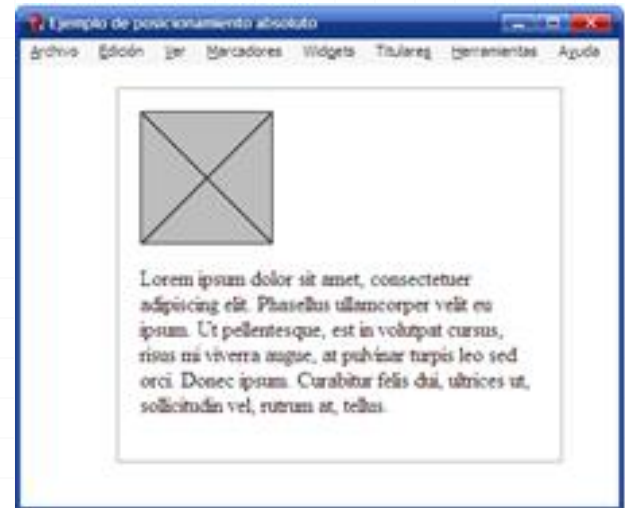 Ejemplo de posicionamiento absoluto
Archivo Edición Ver Marcadores Widgets Titulares Herramientas Ayuda
Lorem ipsum dolor sit amet, consectetuer
adipiscing elit. Phasellus ullamcorper velit eu
ipsum. Ut pellentesque, est in volutpat cursus,
risus mi viverra augue, at pulvinar turpis leo sed
orci. Donec ipsum. Curabitur felis dui, ultrices ut,
sollicitudin vel, rutrum at, tellus.